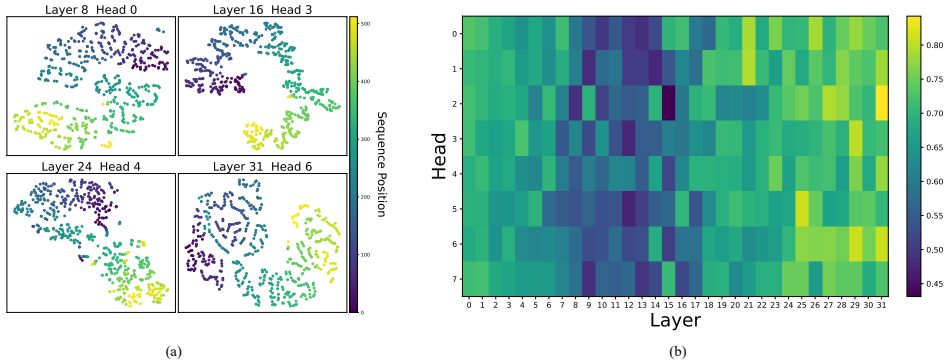 Layer 8 Head 0
Layer 16 Head 3
Layer 24 Head 4
Layer 31 Head 6
500
400
300
200
100
0
Sequence Position
(a)
Head
0
1
2
3
4
5
6
7
0 1 2 3 4 5 6 7 8 9 10 11 12 13 14 15 16 17 18 19 20 21 22 23 24 25 26 27 28 29 30 31
Layer
0.80
0.75
0.70
0.65
0.60
0.55
0.50
0.45
(b)